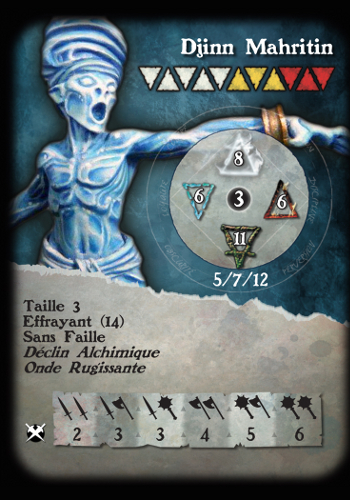 Djinn Mahritin
8
6
3
6
11
5/7/12
Taille 3
Effrayant (14)
Sans Faille
Déclin Alchimique
Onde Rugissante
2 3 3 4 5 6